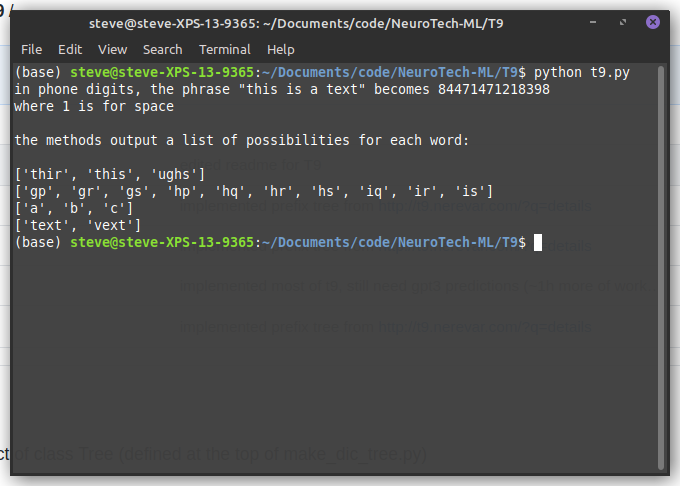 9 /
steve@steve-XPS-13-9365: ~/Documents/code/NeuroTech-ML/T9
File Edit View Search Terminal Help
(base) steve@steve-XPS-13-9365:~/Documents/code/NeuroTech-ML/T9$ python t9.py
in phone digits, the phrase "this is a text" becomes 84471471218398
where 1 is for space
the methods output a list of possibilities for each word:
['thir', 'this', 'ughs']
['gp', 'gr', 'gs', 'hp', 'hq', 'hr', 'hs', 'iq', 'ir', 'is']
['a', 'b', 'c']
['text', 'vext']
(base) steve@steve-XPS-13-9365:~/Documents/code/NeuroTech-ML/T9$
ct of class Tree (defined at the top of make_dic_tree.py)